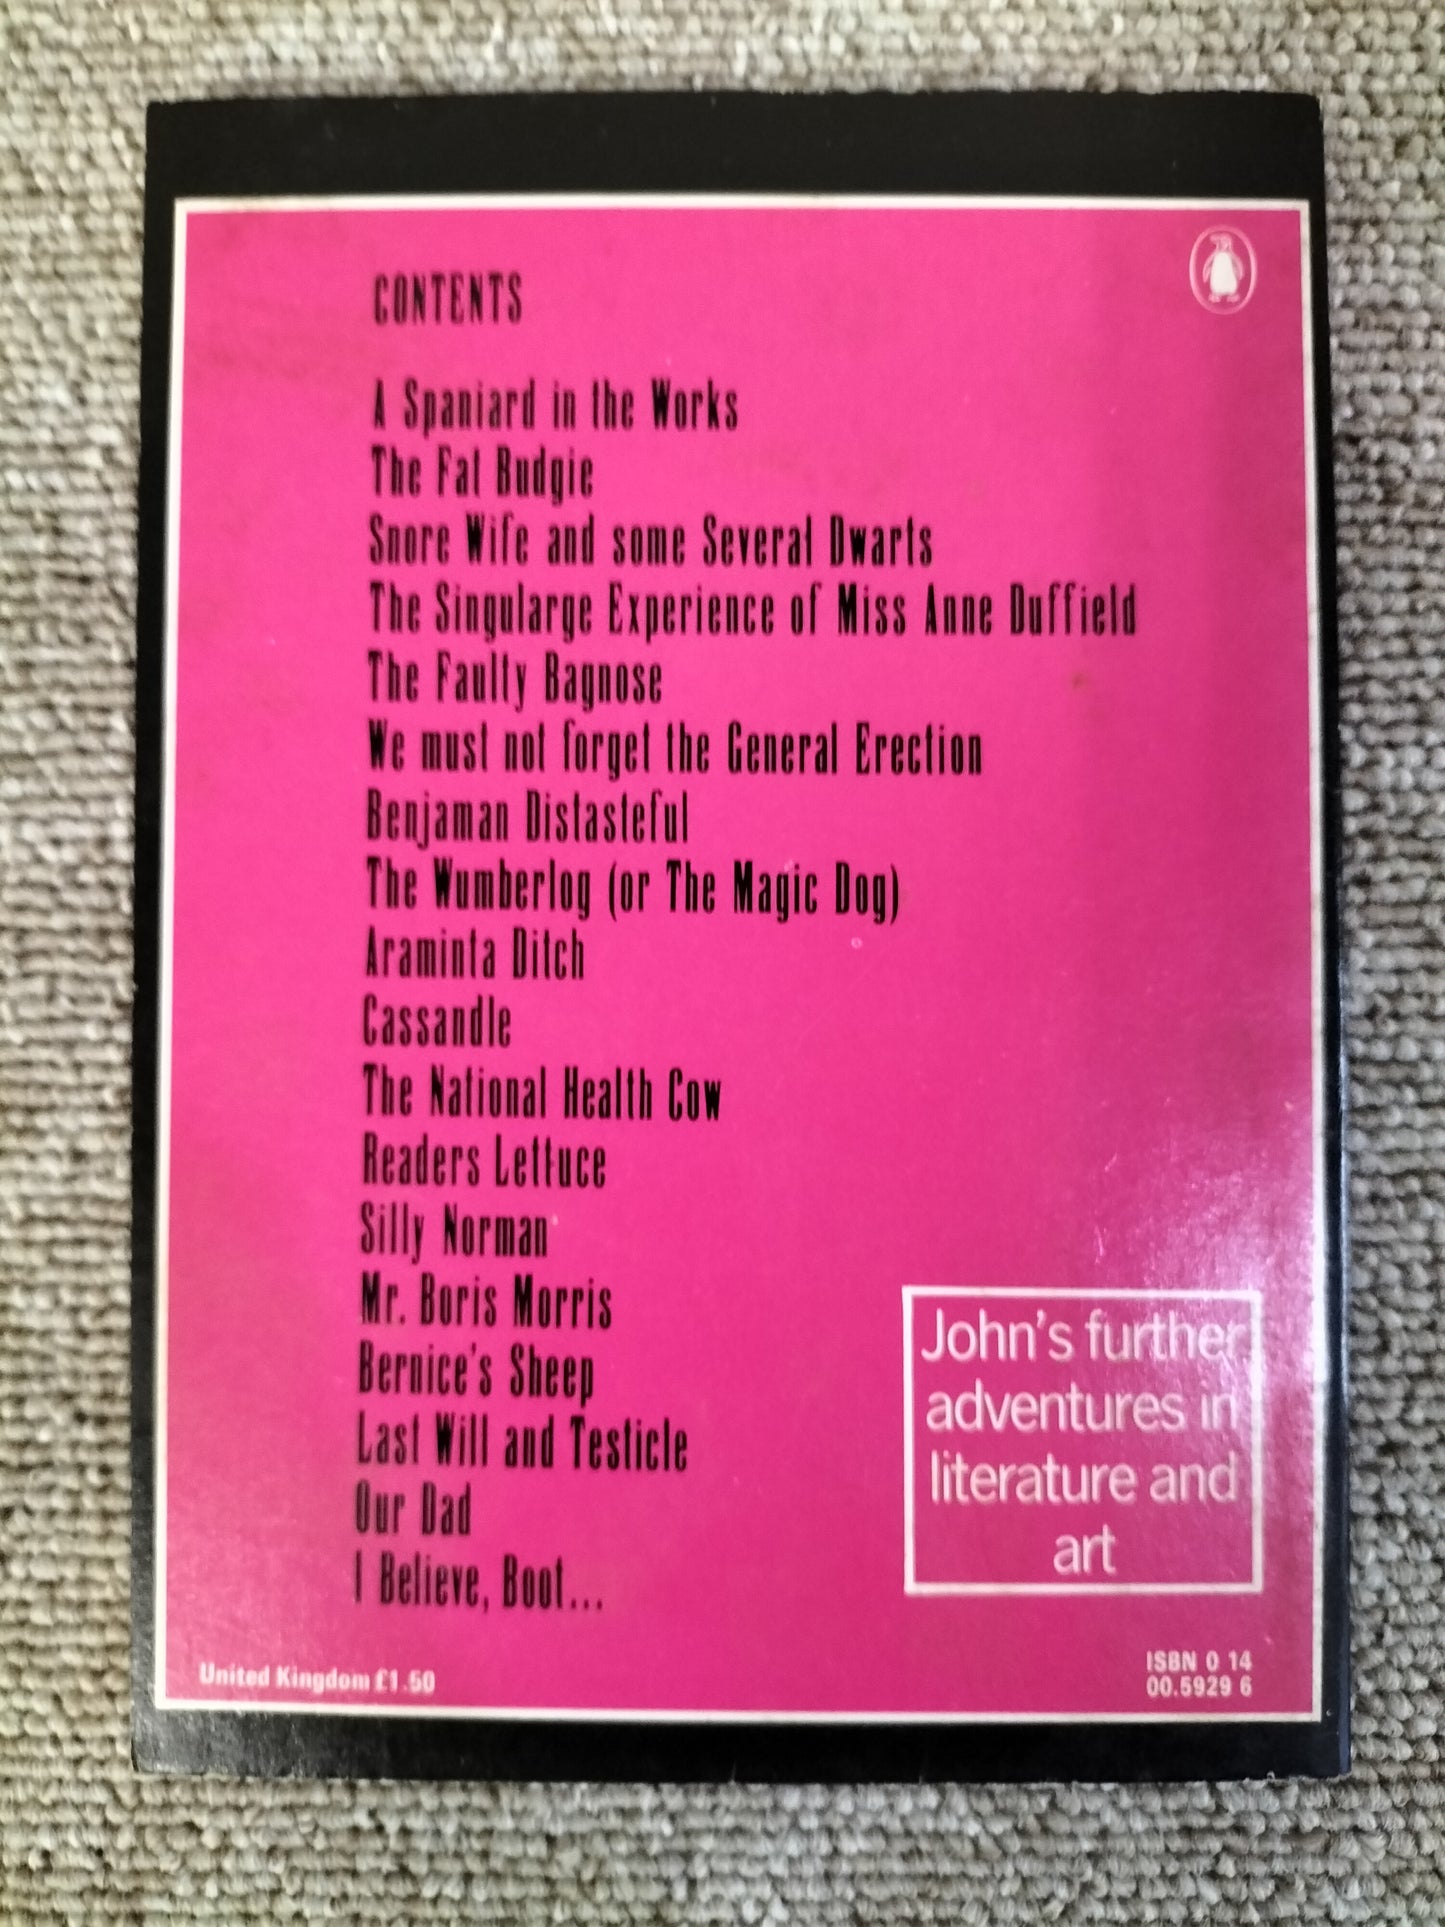 CONTENTS
A Spaniard in the Works
The Fat Budgie
Snore Wife and some Several Dwarts
The Singularge Experience of Miss Anne Duffield
The Faulty Bagnose
We must not forget the General Erection
Benjaman Distasteful
The Wumberlog (or The Magic Dog)
Araminta Ditch
Cassandle
The National Health Cow
Readers Lettuce
Silly Norman
Mr. Boris Morris
Bernice's Sheep
Last Will and Testicle
Our Dad
I Believe, Boot...
John's further
adventures in
literature and
art
United Kingdom £1.50
ISBN 0 14
00.5929 6